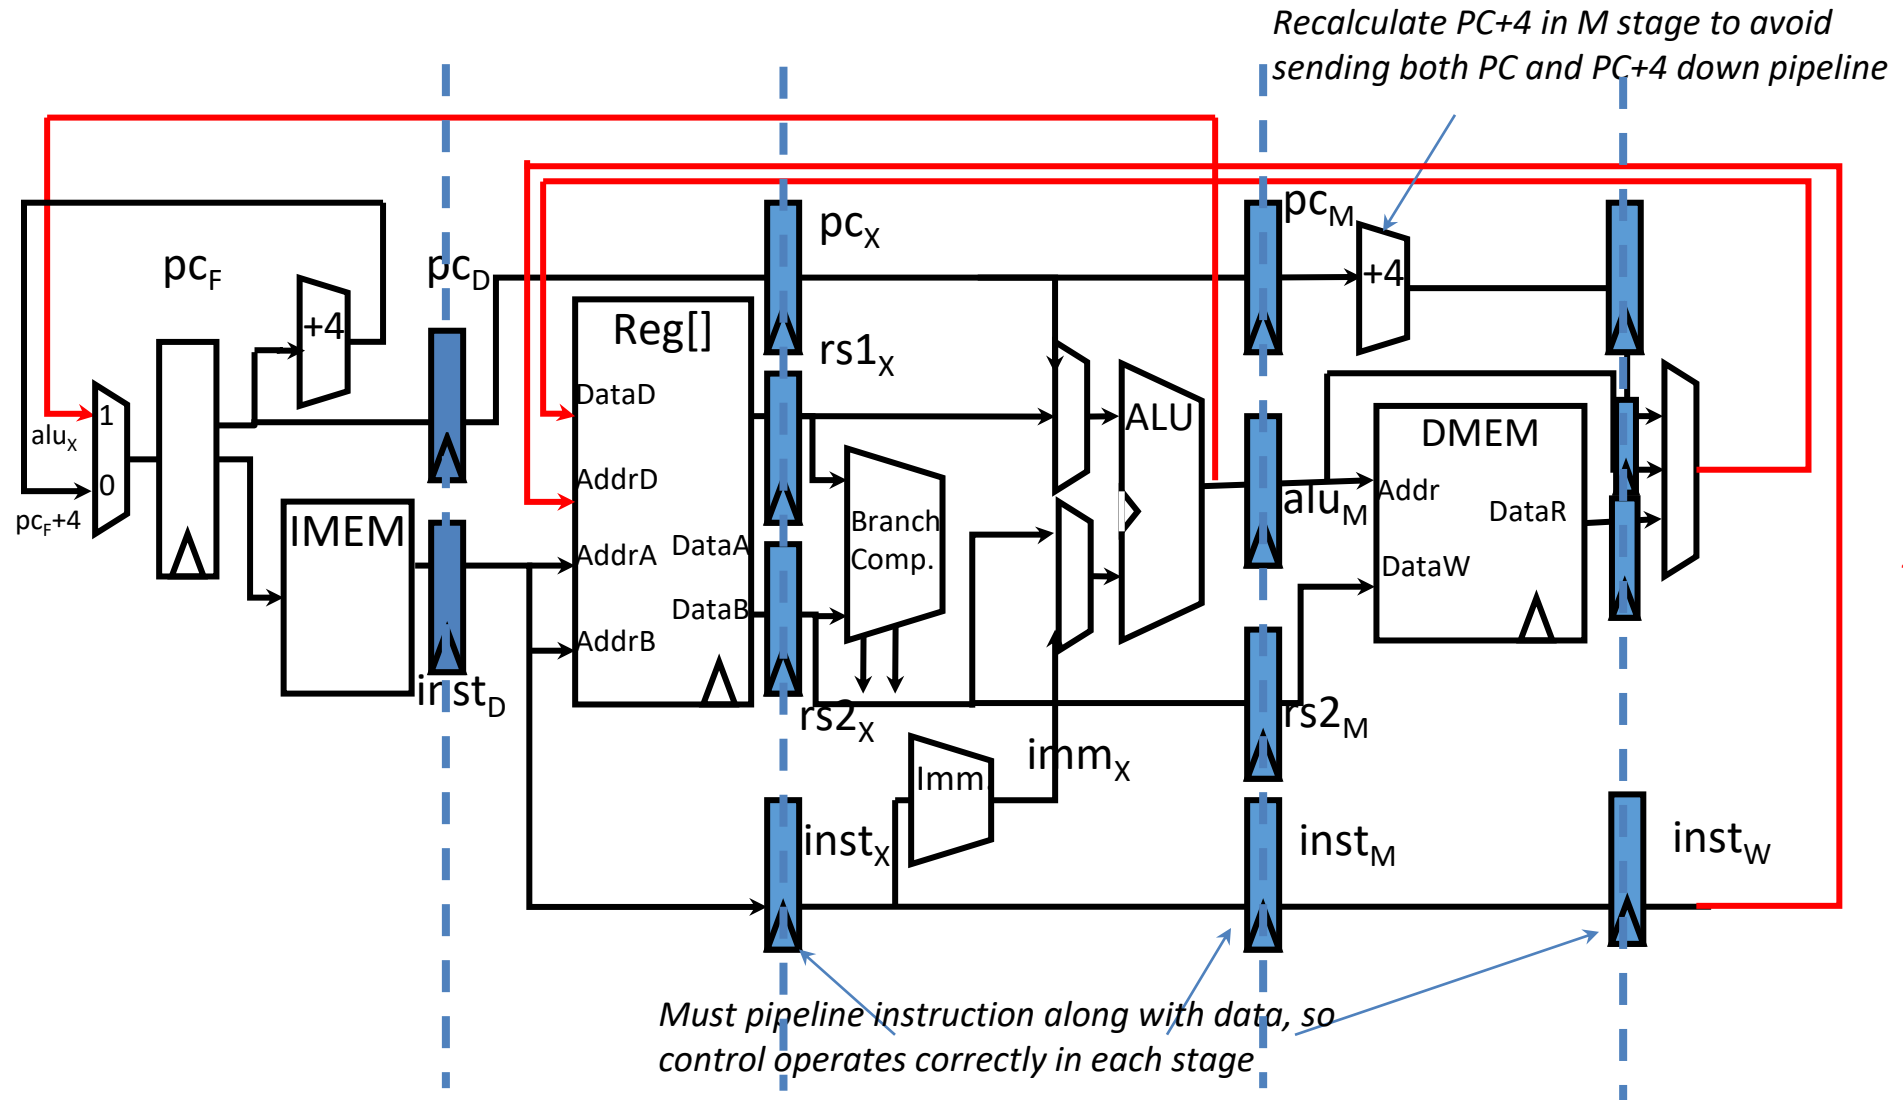 Recalculate PC+4 in M stage to avoid
sending both PC and PC+4 down pipeline
pcF
pcD
pcX
pcM
+4
+4
Reg[]
rs1X
DataD
ALU
DMEM
1
aluX
0
pcF+4
AddrD
IMEM
Branch
Comp.
aluM
Addr
DataR
AddrA
DataA
DataW
DataB
AddrB
instD
rs2X
rs2M
immX
Imm.
instX
instM
instW
Must pipeline instruction along with data, so
control operates correctly in each stage